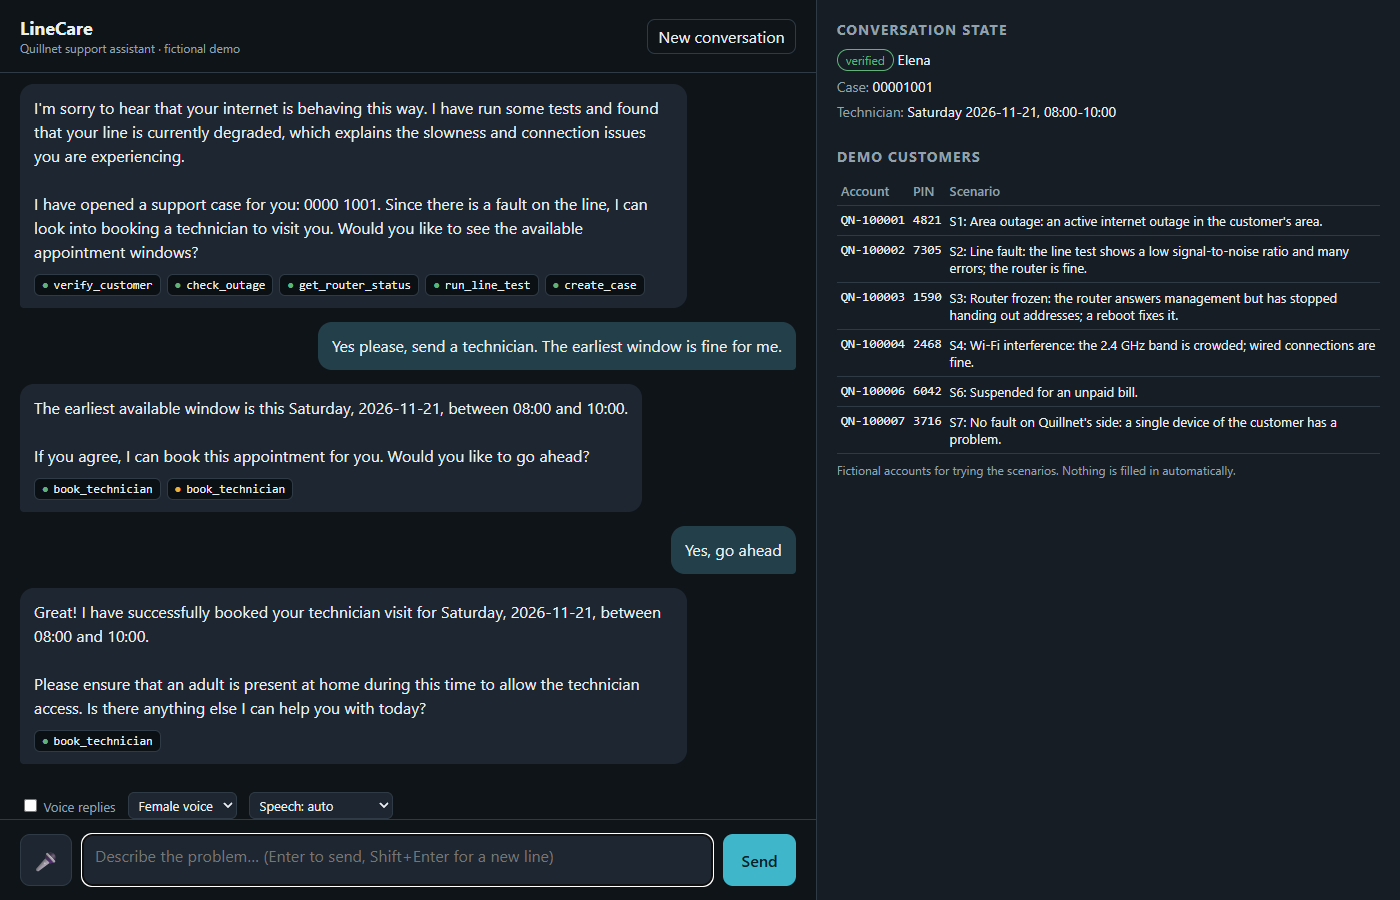 LineCare
Quillnet support assistant · fictional demo
New conversation
I'm sorry to hear that your internet is behaving this way. I have run some tests and found
that your line is currently degraded, which explains the slowness and connection issues
you are experiencing.
I have opened a support case for you: 0000 1001. Since there is a fault on the line, I can
look into booking a technician to visit you. Would you like to see the available
appointment windows?
verify_customer
check_outage
get_router_status
run_line_test
create_case
Yes please, send a technician. The earliest window is fine for me.
The earliest available window is this Saturday, 2026-11-21, between 08:00 and 10:00.
If you agree, I can book this appointment for you. Would you like to go ahead?
book_technician
book_technician
Yes, go ahead
Great! I have successfully booked your technician visit for Saturday, 2026-11-21, between
08:00 and 10:00.
Please ensure that an adult is present at home during this time to allow the technician
access. Is there anything else I can help you with today?
book_technician
Voice replies
Female voice
Speech: auto
Describe the problem... (Enter to send, Shift+Enter for a new line)
Send
CONVERSATION STATE
verified Elena
Case: 00001001
Technician: Saturday 2026-11-21, 08:00-10:00
DEMO CUSTOMERS
Account PIN Scenario
QN-100001 4821 S1: Area outage: an active internet outage in the customer's area.
QN-100002 7305 S2: Line fault: the line test shows a low signal-to-noise ratio and many
errors; the router is fine.
QN-100003 1590 S3: Router frozen: the router answers management but has stopped
handing out addresses; a reboot fixes it.
QN-100004 2468 S4: Wi-Fi interference: the 2.4 GHz band is crowded; wired connections are
fine.
QN-100006 6042 S6: Suspended for an unpaid bill.
QN-100007 3716 S7: No fault on Quillnet's side: a single device of the customer has a
problem.
Fictional accounts for trying the scenarios. Nothing is filled in automatically.